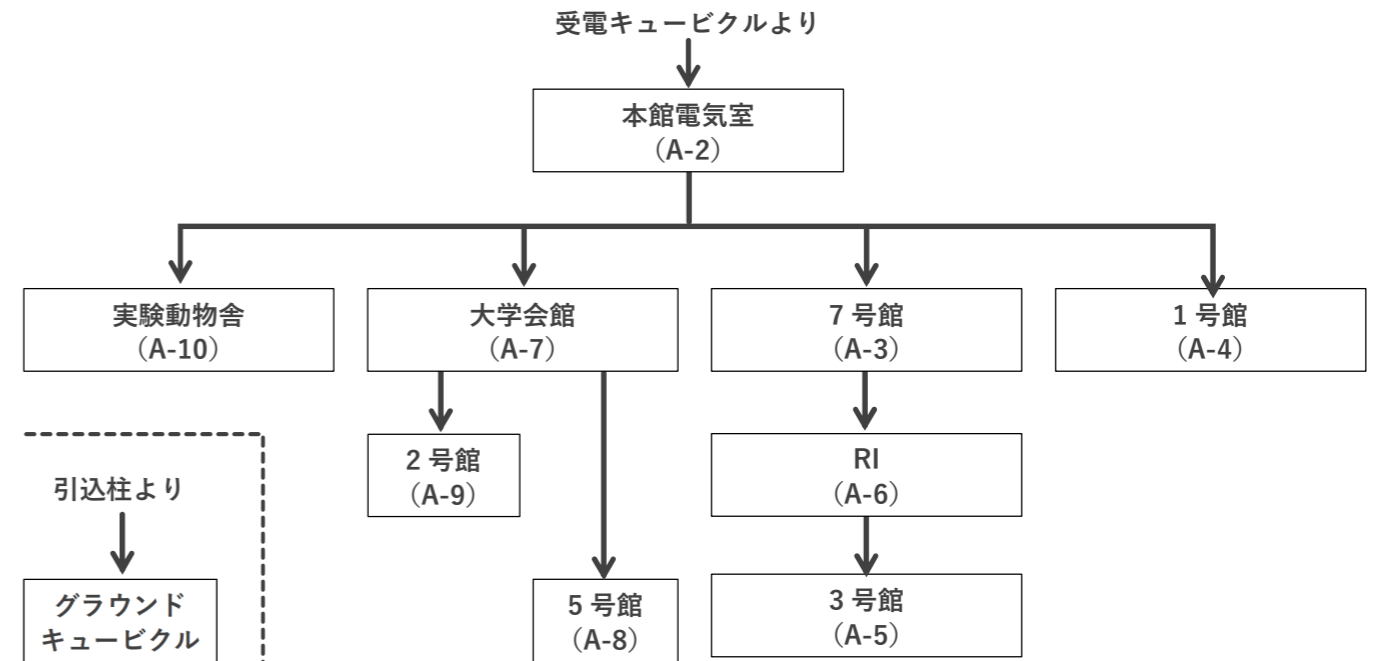 受電キュービクルより
本館電気室
（A-2）
実験動物舎
（A-10）
大学会館
（A-7）
7 号館
（A-3）
1 号館
（A-4）
2 号館
（A-9）
RI
（A-6）
引込柱より
グラウンド
キュービクル
5 号館
（A-8）
3 号館
（A-5）